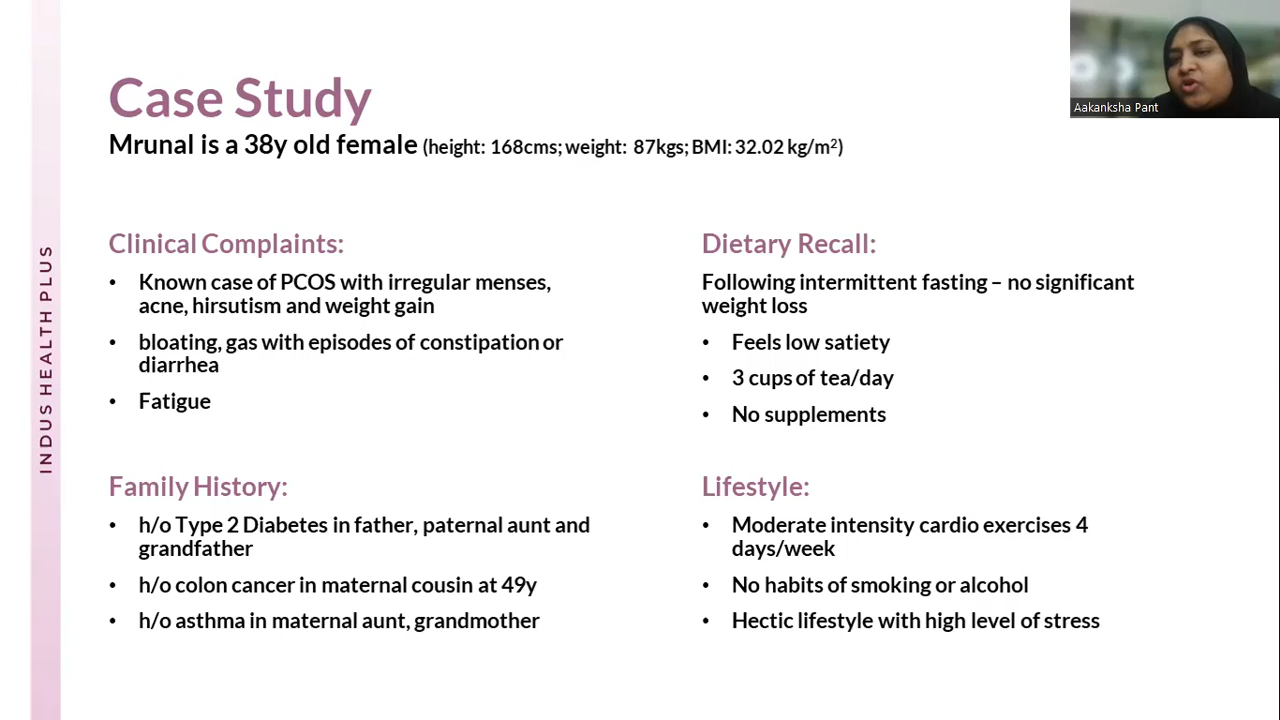 Case Study
Mrunal is a 38y old female (height: 168cms; weight: 87kgs; BMI: 32.02 kg/m²)
Clinical Complaints:
• Known case of PCOS with irregular menses,
acne, hirsutism and weight gain
• bloating, gas with episodes of constipation or
diarrhea
• Fatigue
Dietary Recall:
Following intermittent fasting – no significant
weight loss
• Feels low satiety
• 3 cups of tea/day
• No supplements
Family History:
• h/o Type 2 Diabetes in father, paternal aunt and
grandfather
• h/o colon cancer in maternal cousin at 49y
• h/o asthma in maternal aunt, grandmother
Lifestyle:
• Moderate intensity cardio exercises 4
days/week
• No habits of smoking or alcohol
• Hectic lifestyle with high level of stress
INDUS HEALTH PLUS
Aakanksha Pant